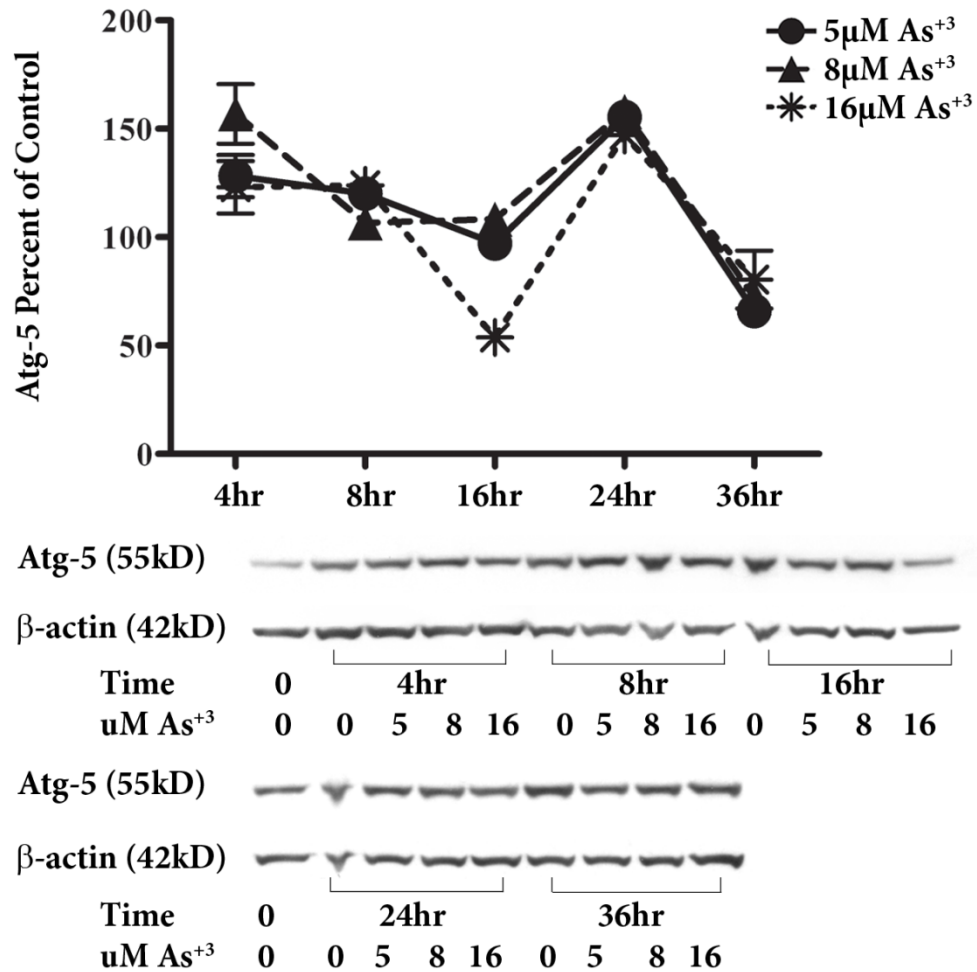 200
5µM As+3
8µM As+3
16µM As+3
150
100
50
0
Atg-5 Percent of Control
4hr 8hr 16hr 24hr 36hr
Atg-5 (55kD)
β-actin (42kD)
Time 0 4hr 8hr 16hr
uM As+3 0 0 5 8 16 0 5 8 16 0 5 8 16
Atg-5 (55kD)
β-actin (42kD)
Time 0 24hr 36hr
uM As+3 0 0 5 8 16 0 5 8 16